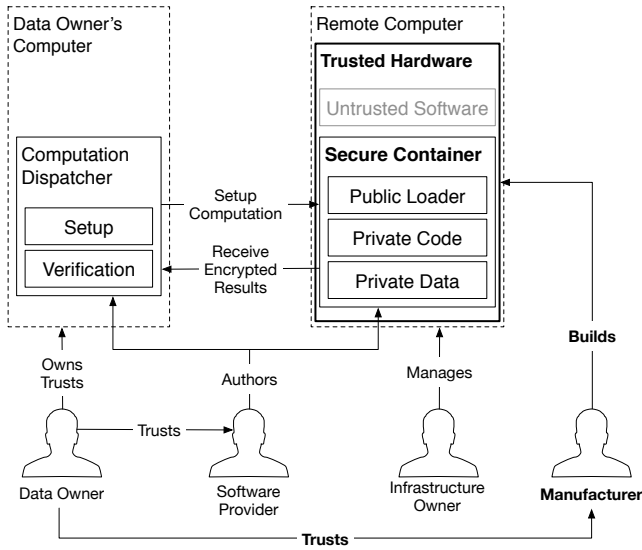 Data Owner’s
Computer
Remote Computer
Trusted Hardware
Untrusted Software
Computation
Dispatcher
Setup
Verification
Setup
Computation
Receive
Encrypted
Results
Secure Container
Public Loader
Private Code
Private Data
Owns
Trusts
Authors
Manages
Builds
Trusts
Data Owner
Software
Provider
Infrastructure
Owner
Manufacturer
Trusts